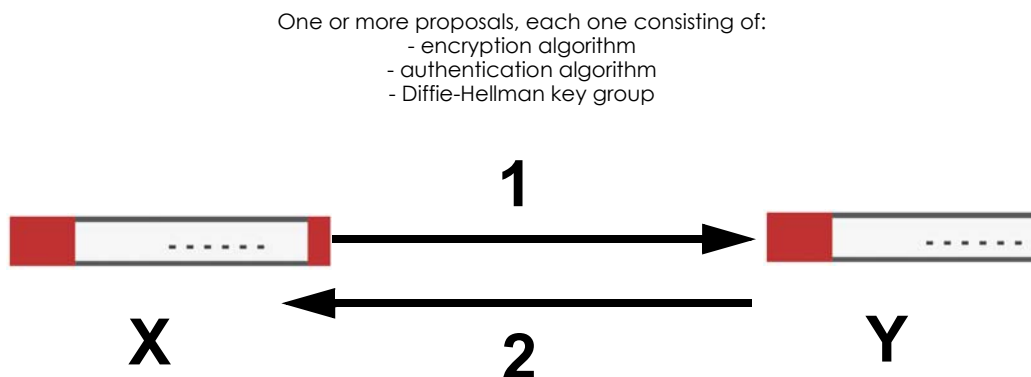 One or more proposals, each one consisting of:
- encryption algorithm
- authentication algorithm
- Diffie-Hellman key group
1
X
Y
2